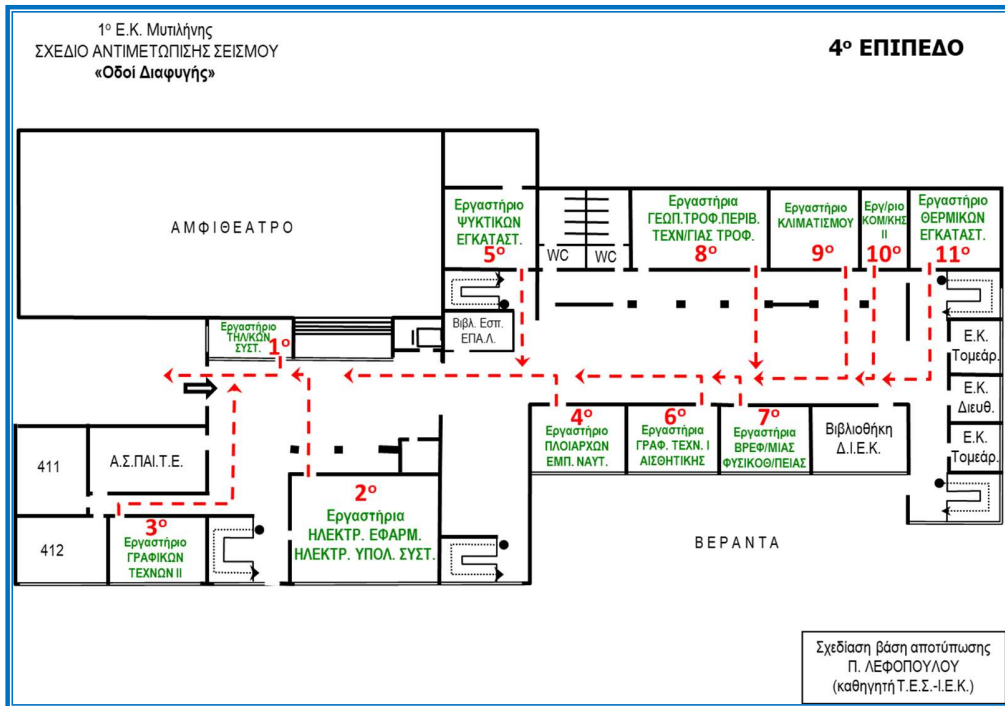 1ο Ε.Κ. Μυτιλήνης
ΣΧΕΔΙΟ ΑΝΤΙΜΕΤΩΠΙΣΗΣ ΣΕΙΣΜΟΥ
«Οδοί Διαφυγής»
4ο ΕΠΙΠΕΔΟ
ΑΜΦΙΘΕΑΤΡΟ
Εργαστήριο
ΨΥΚΤΙΚΩΝ
ΕΓΚΑΤΑΣΤ.
5ο
WC
WC
Εργαστήρια
ΓΕΩΠ.ΤΡΟΦ.ΠΕΡΙΒ.
ΤΕΧΝ/ΓΙΑΣ ΤΡΟΦ.
8ο
Εργαστήριο
ΚΛΙΜΑΤΙΣΜΟΥ
9ο
Εργ/ριο
ΚΟΜ/ΚΗΣ
ΙΙ
10ο
Εργαστήριο
ΘΕΡΜΙΚΩΝ
ΕΓΚΑΤΑΣΤ.
11ο
Εργαστήριο
ΤΗΛ/ΚΩΝ
ΣΥΣΤ.
1ο
Βιβλ. Εσπ.
ΕΠΑ.Λ.
Ε.Κ.
Τομεάρ.
Ε.Κ.
Διευθ.
Ε.Κ.
Τομεάρ.
4ο
Εργαστήριο
ΠΛΟΙΑΡΧΩΝ
ΕΜΠ. ΝΑΥΤ.
6ο
Εργαστήρια
ΓΡΑΦ. ΤΕΧΝ. Ι
ΑΙΣΘΗΤΙΚΗΣ
7ο
Εργαστήρια
ΒΡΕΦ/ΜΙΑΣ
ΦΥΣΙΚΟΘ/ΠΕΙΑΣ
Βιβλιοθήκη
Δ.Ι.Ε.Κ.
411
Α.Σ.ΠΑΙ.Τ.Ε.
412
3ο
Εργαστήριο
ΓΡΑΦΙΚΩΝ
ΤΕΧΝΩΝ ΙΙ
2ο
Εργαστήρια
ΗΛΕΚΤΡ. ΕΦΑΡΜ.
ΗΛΕΚΤΡ. ΥΠΟΛ. ΣΥΣΤ.
ΒΕΡΑΝΤΑ
Σχεδίαση βάση αποτύπωσης
Π. ΛΕΦΟΠΟΥΛΟΥ
(καθηγητή Τ.Ε.Σ.-Ι.Ε.Κ.)